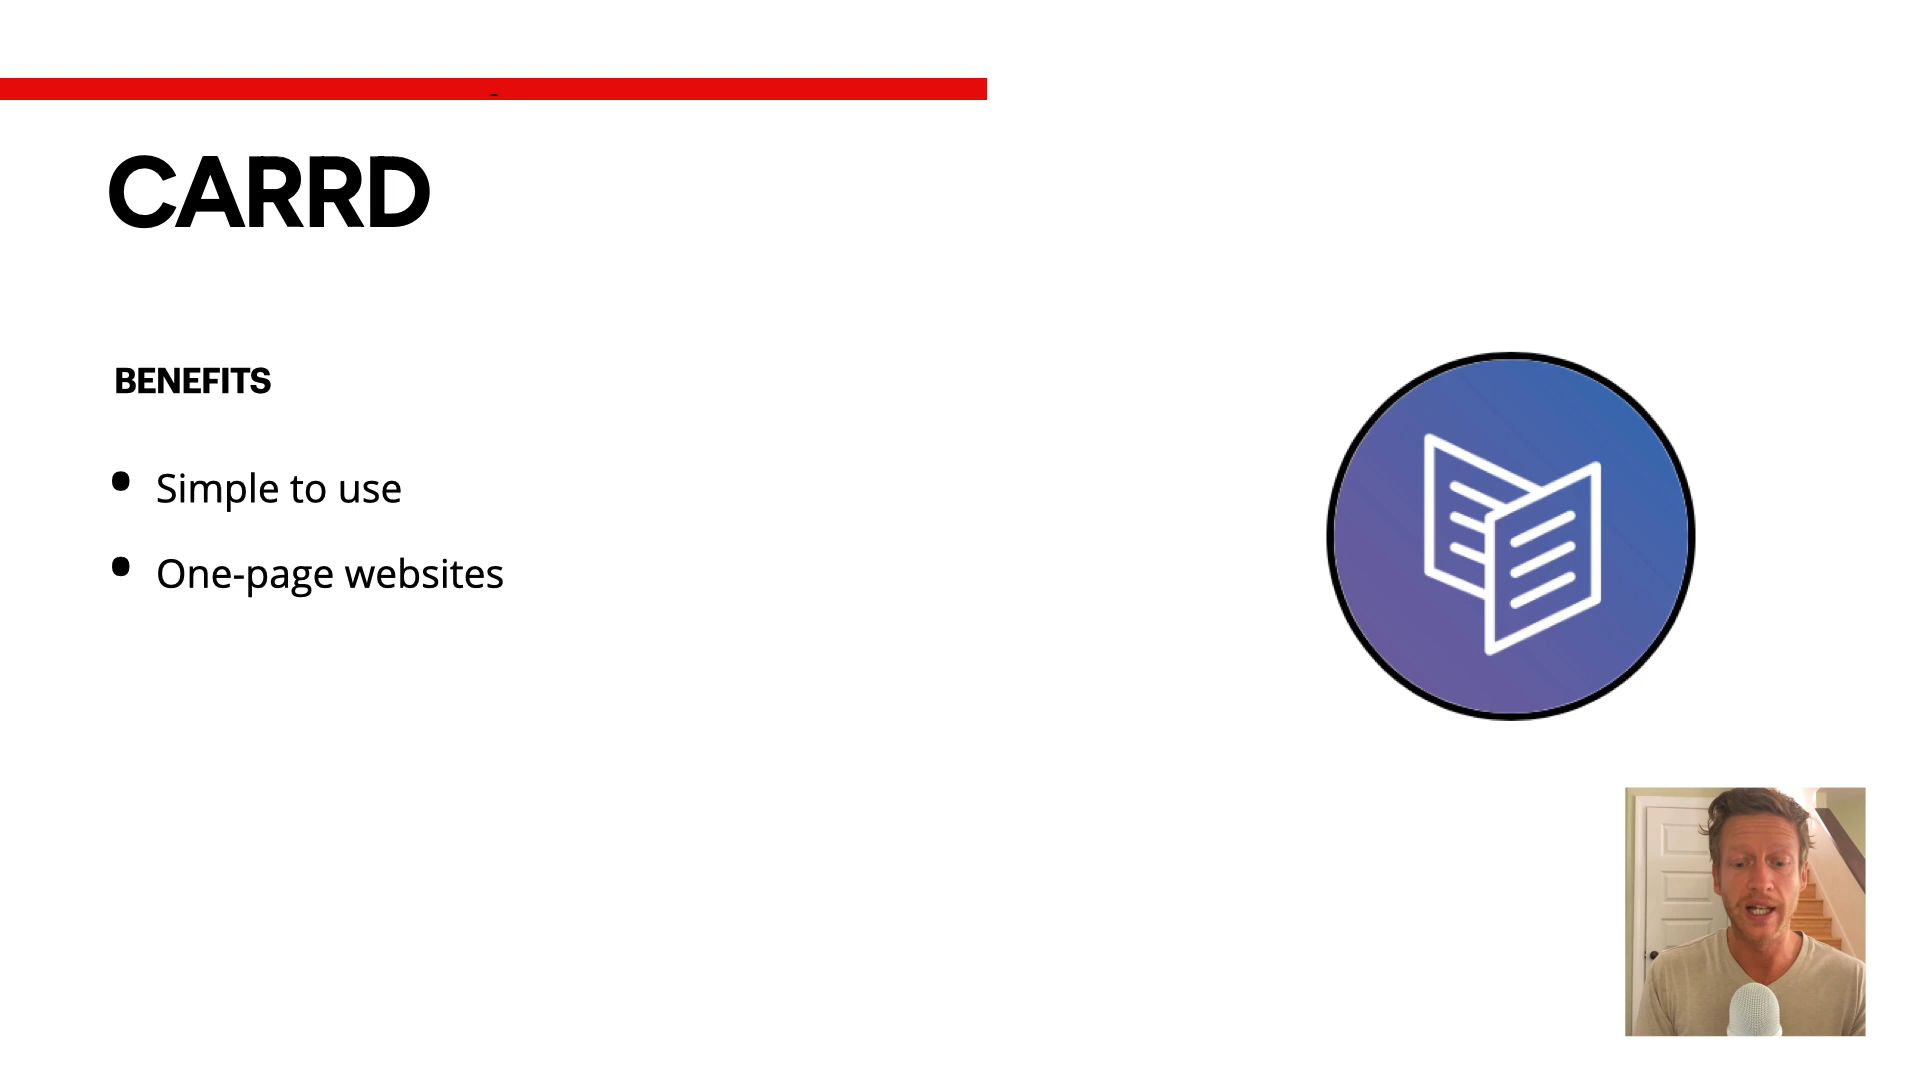 CARRD
BENEFITS
• Simple to use
• One-page websites